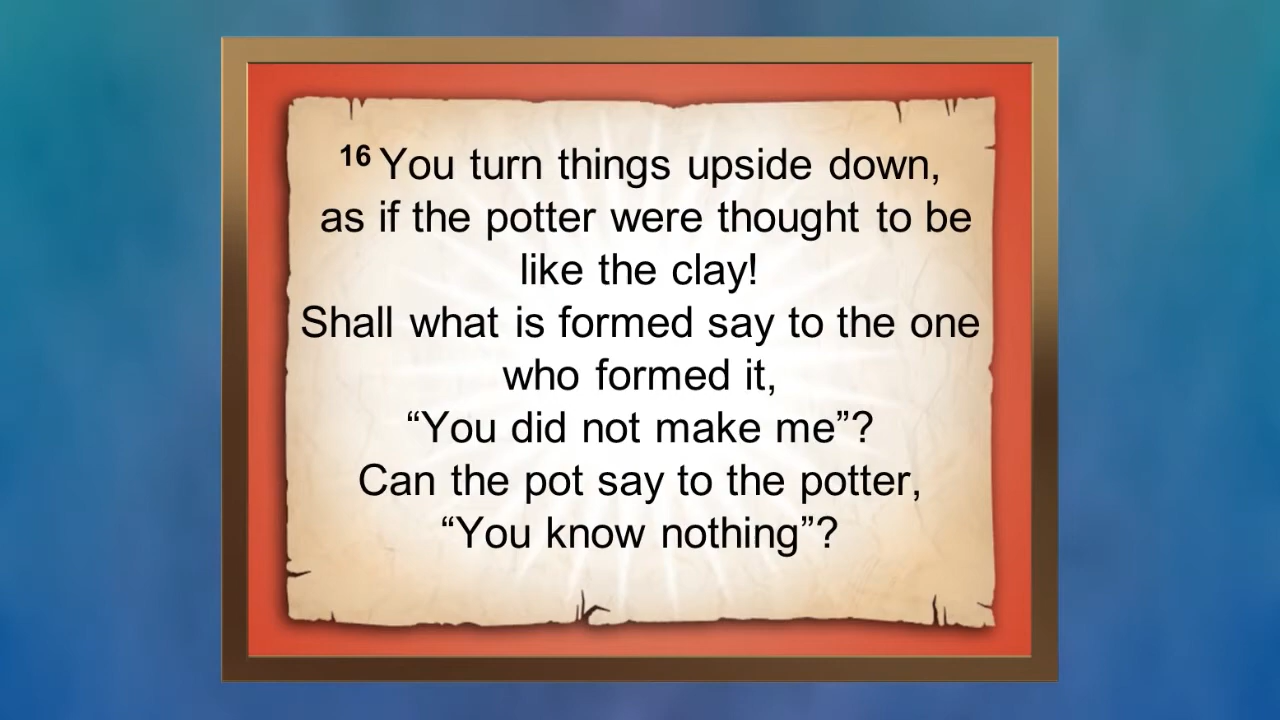 16 You turn things upside down,
as if the potter were thought to be
like the clay!
Shall what is formed say to the one
who formed it,
“You did not make me”?
Can the pot say to the potter,
“You know nothing”?